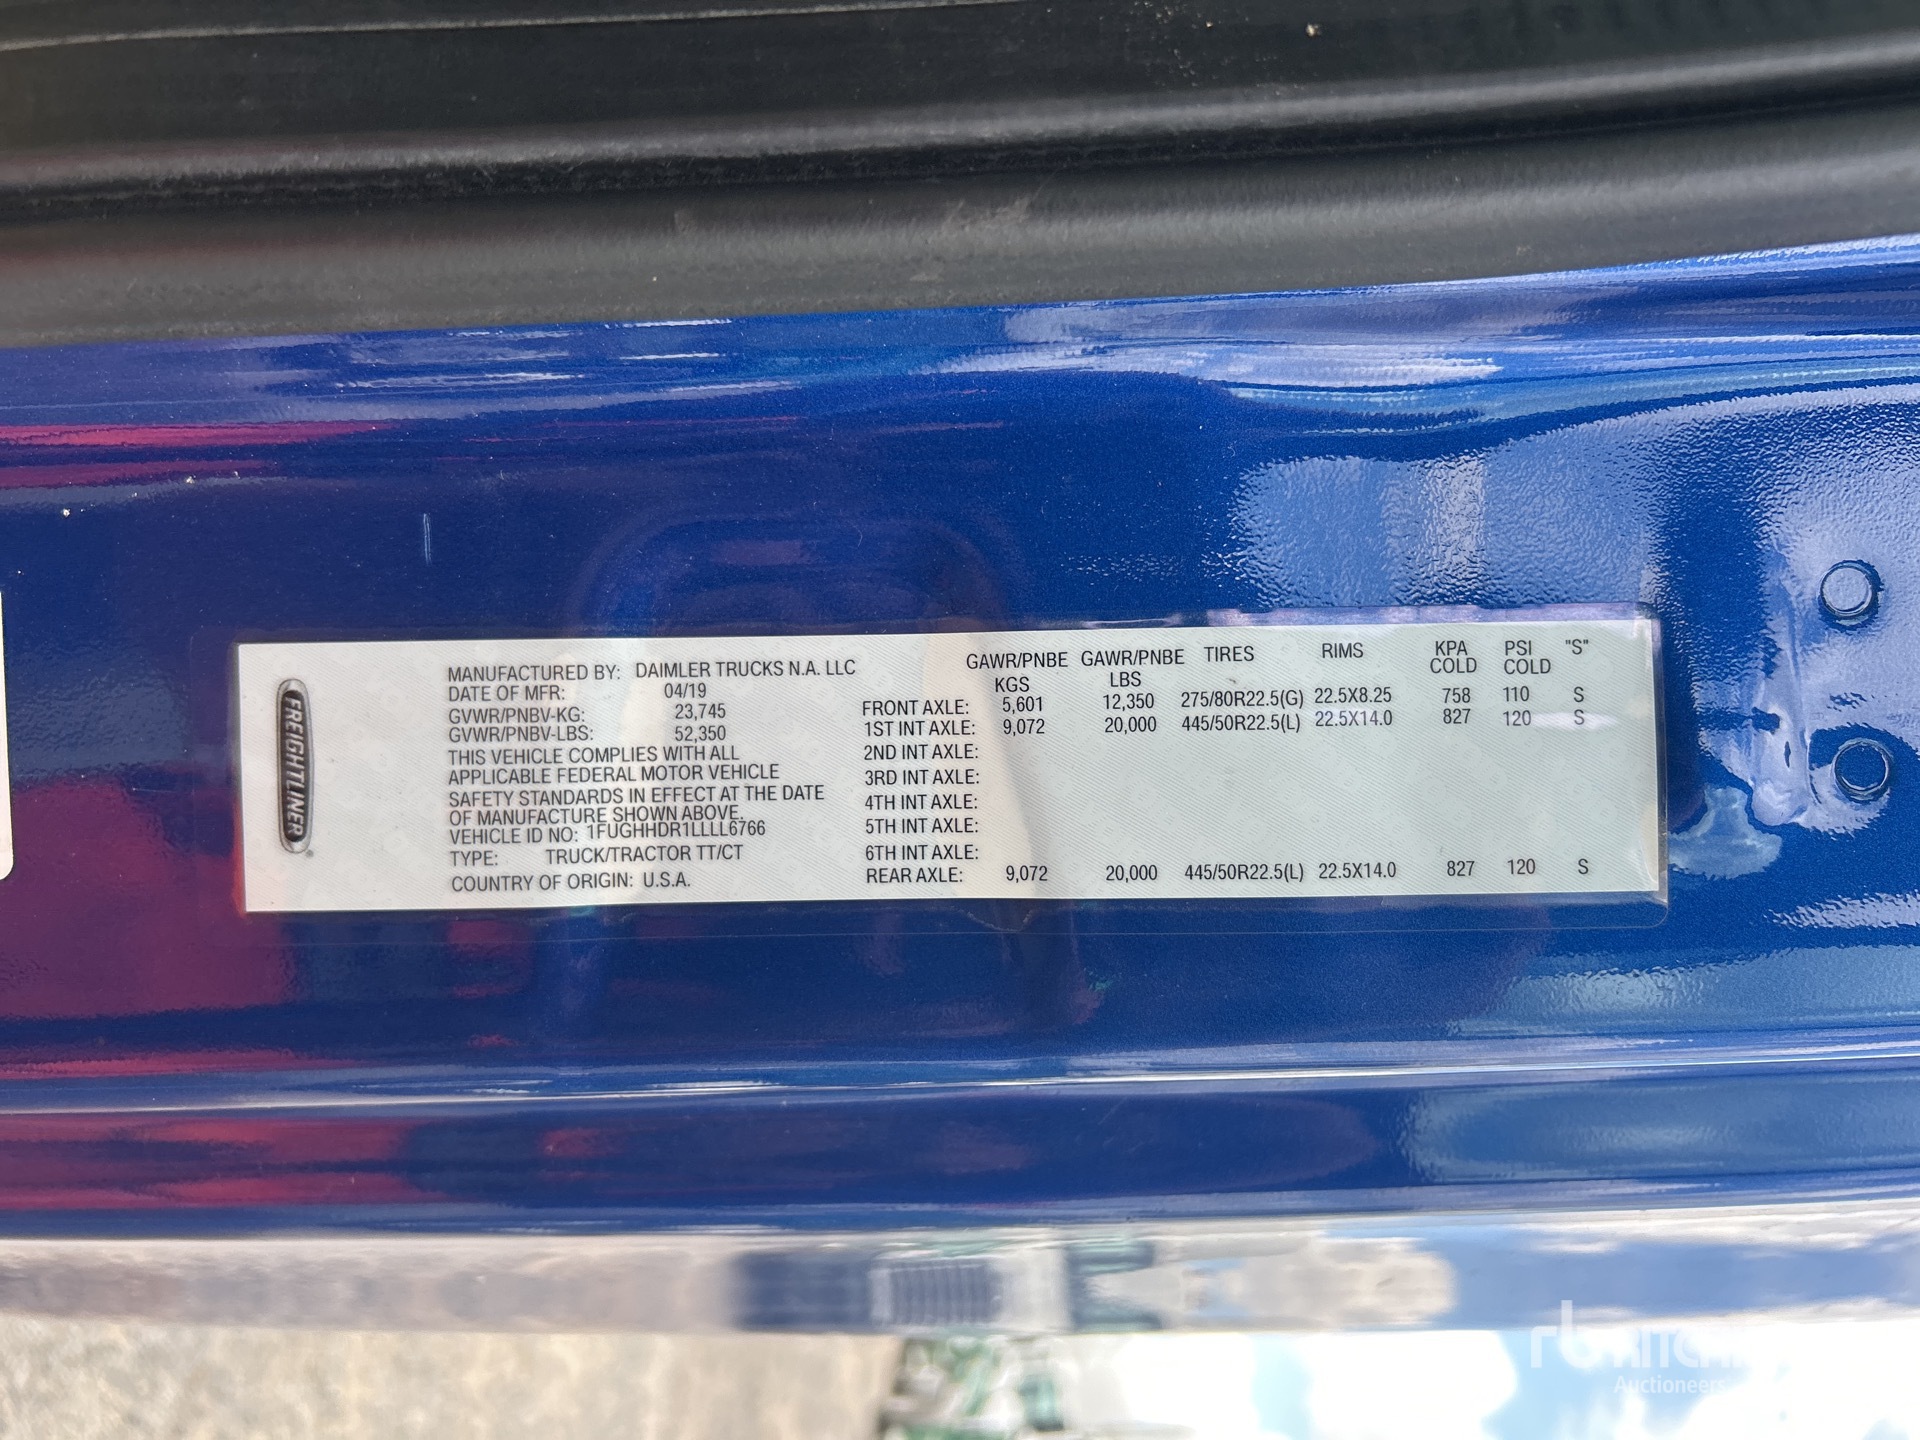 FREIGHTLINER
MANUFACTURED BY: DAIMLER TRUCKS N.A. LLC
DATE OF MFR: 04/19
GVWR/PNBV-KG: 23,745
GVWR/PNBV-LBS: 52,350
THIS VEHICLE COMPLIES WITH ALL
APPLICABLE FEDERAL MOTOR VEHICLE
SAFETY STANDARDS IN EFFECT AT THE DATE
OF MANUFACTURE SHOWN ABOVE.
VEHICLE ID NO: 1FUGHHDR1LLLL6766
TYPE: TRUCK/TRACTOR TT/CT
COUNTRY OF ORIGIN: U.S.A.
GAWR/PNBE GAWR/PNBE TIRES RIMS KPA PSI "S"
KGS LBS COLD COLD
FRONT AXLE: 5,601 12,350 275/80R22.5(G) 22.5X8.25 758 110 S
1ST INT AXLE: 9,072 20,000 445/50R22.5(L) 22.5X14.0 827 120 S
2ND INT AXLE:
3RD INT AXLE:
4TH INT AXLE:
5TH INT AXLE:
6TH INT AXLE:
REAR AXLE: 9,072 20,000 445/50R22.5(L) 22.5X14.0 827 120 S
Auctioneers